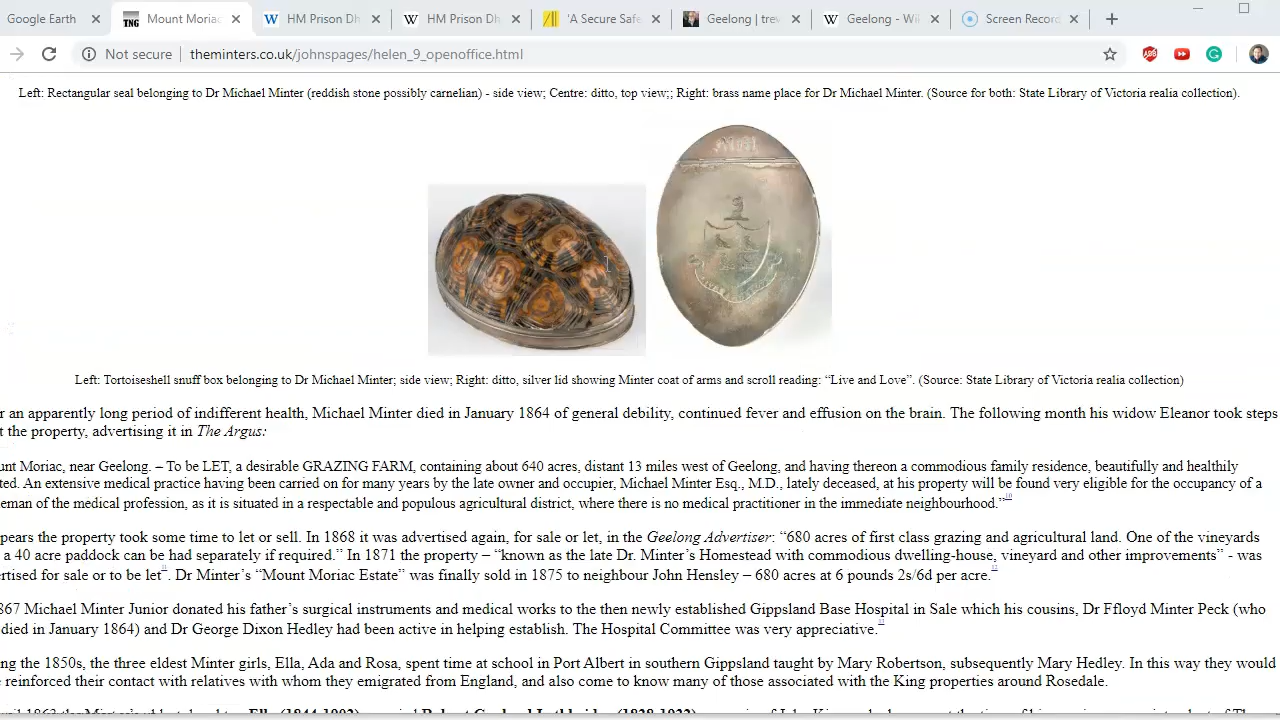 Google Earth
Mount Moriac
HM Prison Dh
HM Prison Dh
'A Secure Safe
Geelong | trev
Geelong - Wi
Screen Record
Not secure
theminters.co.uk/johnspages/helen_9_openoffice.html
Left: Rectangular seal belonging to Dr Michael Minter (reddish stone possibly carnelian) - side view; Centre: ditto, top view;; Right: brass name place for Dr Michael Minter. (Source for both: State Library of Victoria realia collection).
Left: Tortoiseshell snuff box belonging to Dr Michael Minter; side view; Right: ditto, silver lid showing Minter coat of arms and scroll reading: “Live and Love”. (Source: State Library of Victoria realia collection)
r an apparently long period of indifferent health, Michael Minter died in January 1864 of general debility, continued fever and effusion on the brain. The following month his widow Eleanor took steps
t the property, advertising it in The Argus:
unt Moriac, near Geelong. – To be LET, a desirable GRAZING FARM, containing about 640 acres, distant 13 miles west of Geelong, and having thereon a commodious family residence, beautifully and healthily
ted. An extensive medical practice having been carried on for many years by the late owner and occupier, Michael Minter Esq., M.D., lately deceased, at his property will be found very eligible for the occupancy of a
eman of the medical profession, as it is situated in a respectable and populous agricultural district, where there is no medical practitioner in the immediate neighbourhood.”10
pears the property took some time to let or sell. In 1868 it was advertised again, for sale or let, in the Geelong Advertiser: “680 acres of first class grazing and agricultural land. One of the vineyards
a 40 acre paddock can be had separately if required.” In 1871 the property – “known as the late Dr. Minter’s Homestead with commodious dwelling-house, vineyard and other improvements” - was
ertised for sale or to be let”. Dr Minter’s “Mount Moriac Estate” was finally sold in 1875 to neighbour John Hensley – 680 acres at 6 pounds 2s/6d per acre.”
867 Michael Minter Junior donated his father’s surgical instruments and medical works to the then newly established Gippsland Base Hospital in Sale which his cousins, Dr Ffloyd Minter Peck (who
died in January 1864) and Dr George Dixon Hedley had been active in helping establish. The Hospital Committee was very appreciative.”
ng the 1850s, the three eldest Minter girls, Ella, Ada and Rosa, spent time at school in Port Albert in southern Gippsland taught by Mary Robertson, subsequently Mary Hedley. In this way they would
reinforced their contact with relatives with whom they emigrated from England, and also come to know many of those associated with the King properties around Rosedale.